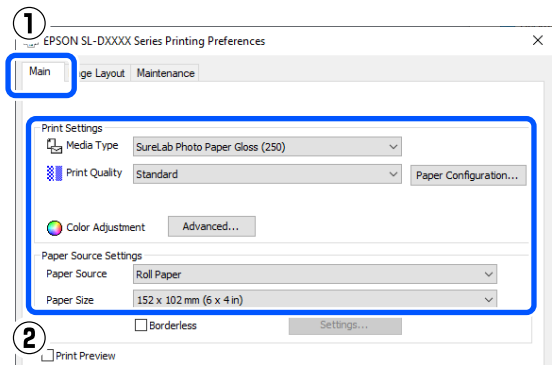 1
EPSON SL-DXXXX Series Printing Preferences
Main ge Layout Maintenance
Print Settings
Media Type SureLab Photo Paper Gloss (250)
Print Quality Standard Paper Configuration...
Color Adjustment Advanced...
Paper Source Settings
Paper Source Roll Paper
Paper Size 152 x 102 mm (6 x 4 in)
Borderless Settings...
2
Print Preview